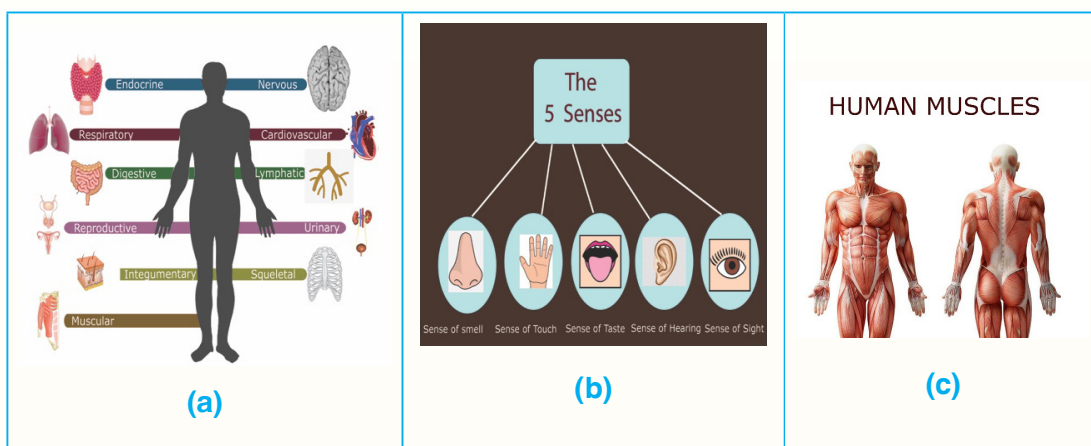 Endocrine Nervous
Respiratory Cardiovascular
Digestive Lymphatic
Reproductive Urinary
Integumentary Squeletal
Muscular
(a)
The
5 Senses
Sense of smell Sense of Touch Sense of Taste Sense of Hearing Sense of Sight
(b)
HUMAN MUSCLES
(c)